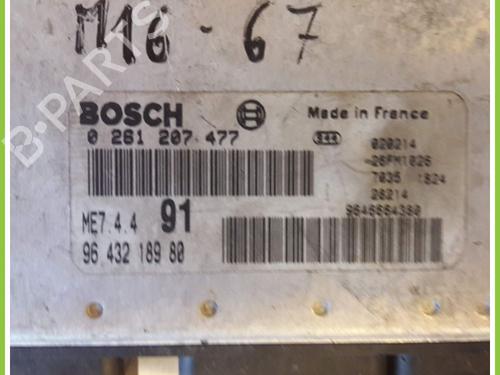 M16-67
BOSCH
Made in France
0 261 207 477
344
020214
-26FM1026
7035 1824
26214
9646664380
ME7.4.4 91
96 432 189 80
B-PARTS